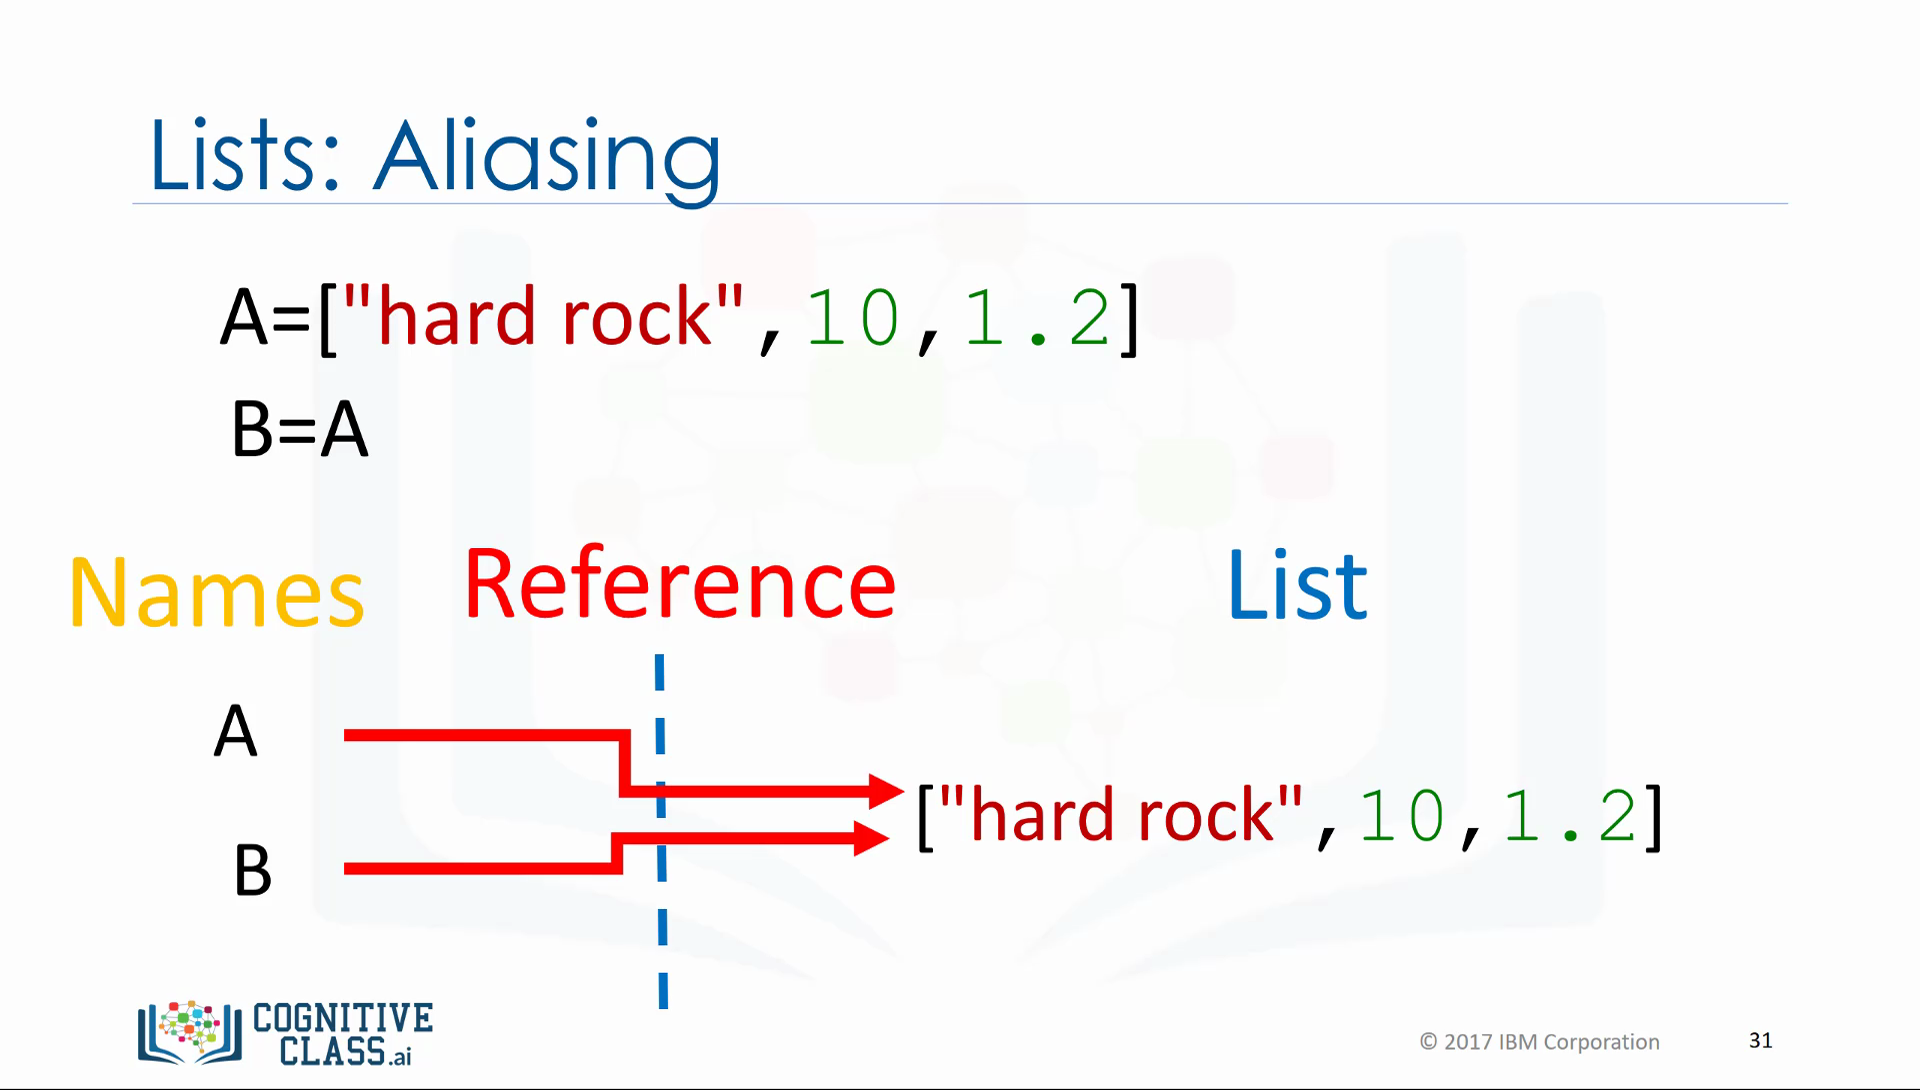 Lists: Aliasing
A=["hard rock",10,1.2]
B=A
Names Reference List
A
["hard rock",10,1.2]
B
COGNITIVE
CLASS.ai
© 2017 IBM Corporation 31